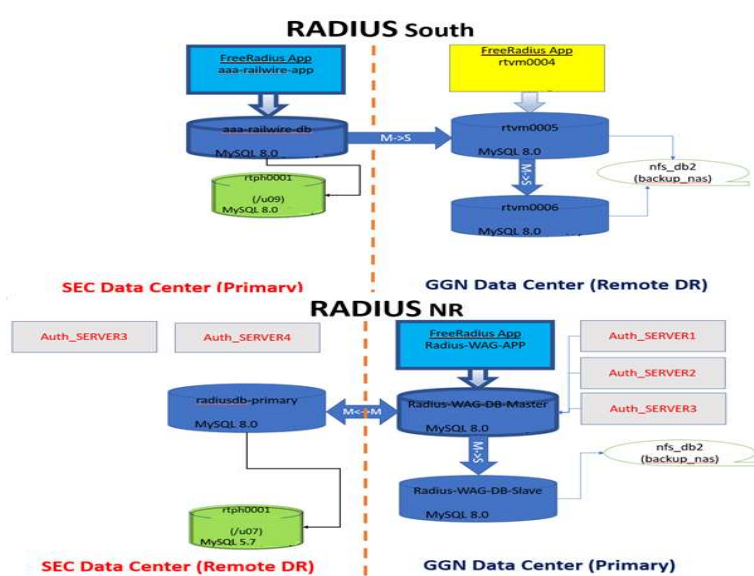 RADIUS South
FreeRadius App
aaa-railwire-app
FreeRadius App
rtvm0004
aaa-railwire-db
MySQL 8.0
M->S
rtvm0005
MySQL 8.0
M->S
nfs_db2
(backup_nas)
rtph0001
(/u09)
MySQL 8.0
rtvm0006
MySQL 8.0
SEC Data Center (Primary)
GGN Data Center (Remote DR)
RADIUS NR
Auth_SERVER3
Auth_SERVER4
FreeRadius App
Radius-WAG-APP
Auth_SERVER1
Auth_SERVER2
Auth_SERVER3
radiusdb-primary
MySQL 8.0
M<->M
Radius-WAG-DB-Master
MySQL 8.0
M->S
nfs_db2
(backup_nas)
Radius-WAG-DB-Slave
MySQL 8.0
rtph0001
(/u07)
MySQL 5.7
SEC Data Center (Remote DR)
GGN Data Center (Primary)